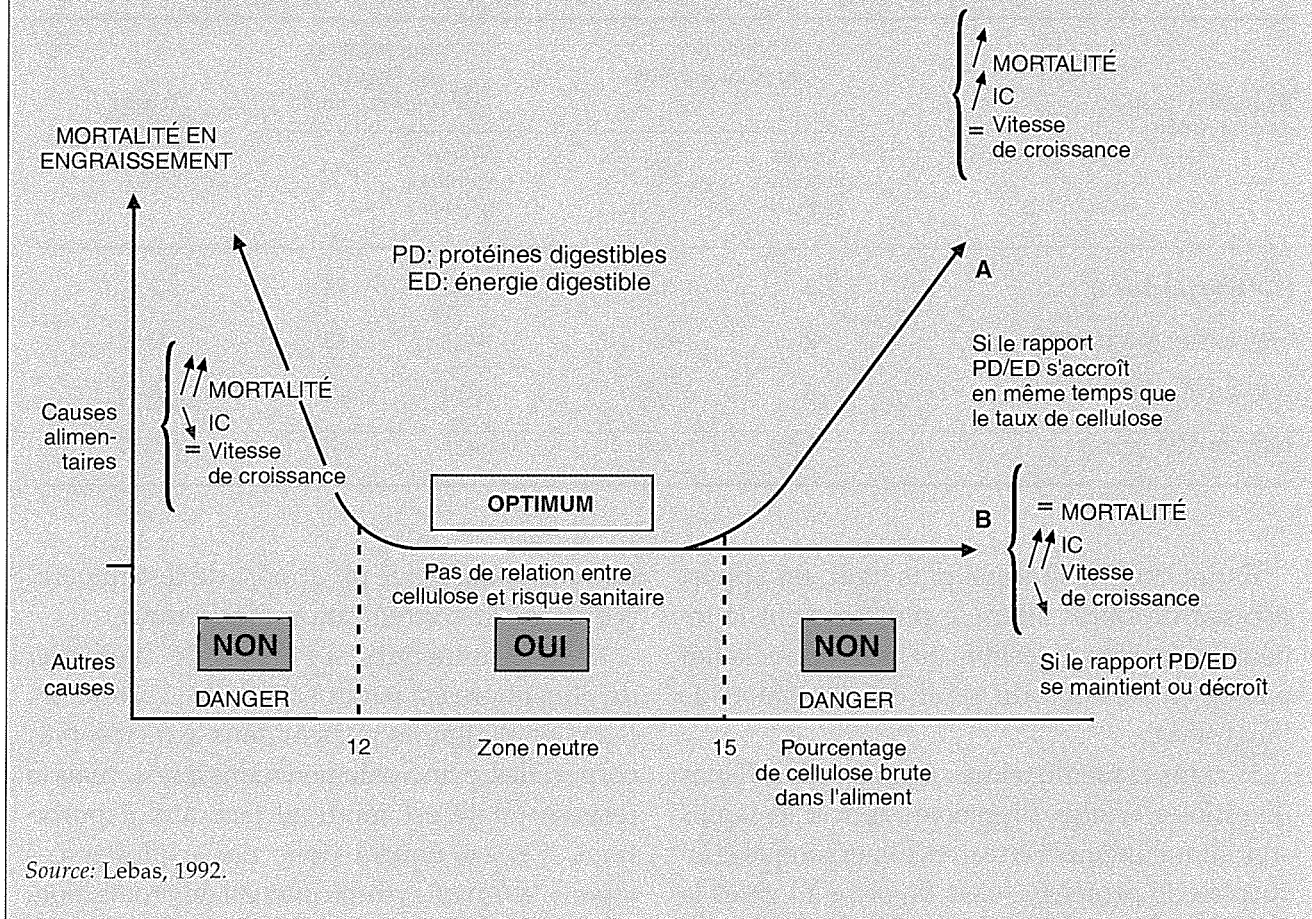 MORTALITÉ
IC
= Vitesse
de croissance
MORTALITÉ EN
ENGRAISSEMENT
PD: protéines digestibles
ED: énergie digestible
A
Si le rapport
PD/ED s'accroît
en même temps que
le taux de cellulose
Causes
alimen-
taires
MORTALITÉ
IC
= Vitesse
de croissance
OPTIMUM
B
= MORTALITÉ
IC
Vitesse
de croissance
Pas de relation entre
cellulose et risque sanitaire
NON
OUI
NON
Autres
causes
DANGER
DANGER
Si le rapport PD/ED
se maintient ou décroît
12
Zone neutre
15
Pourcentage
de cellulose brute
dans l'aliment
Source: Lebas, 1992.